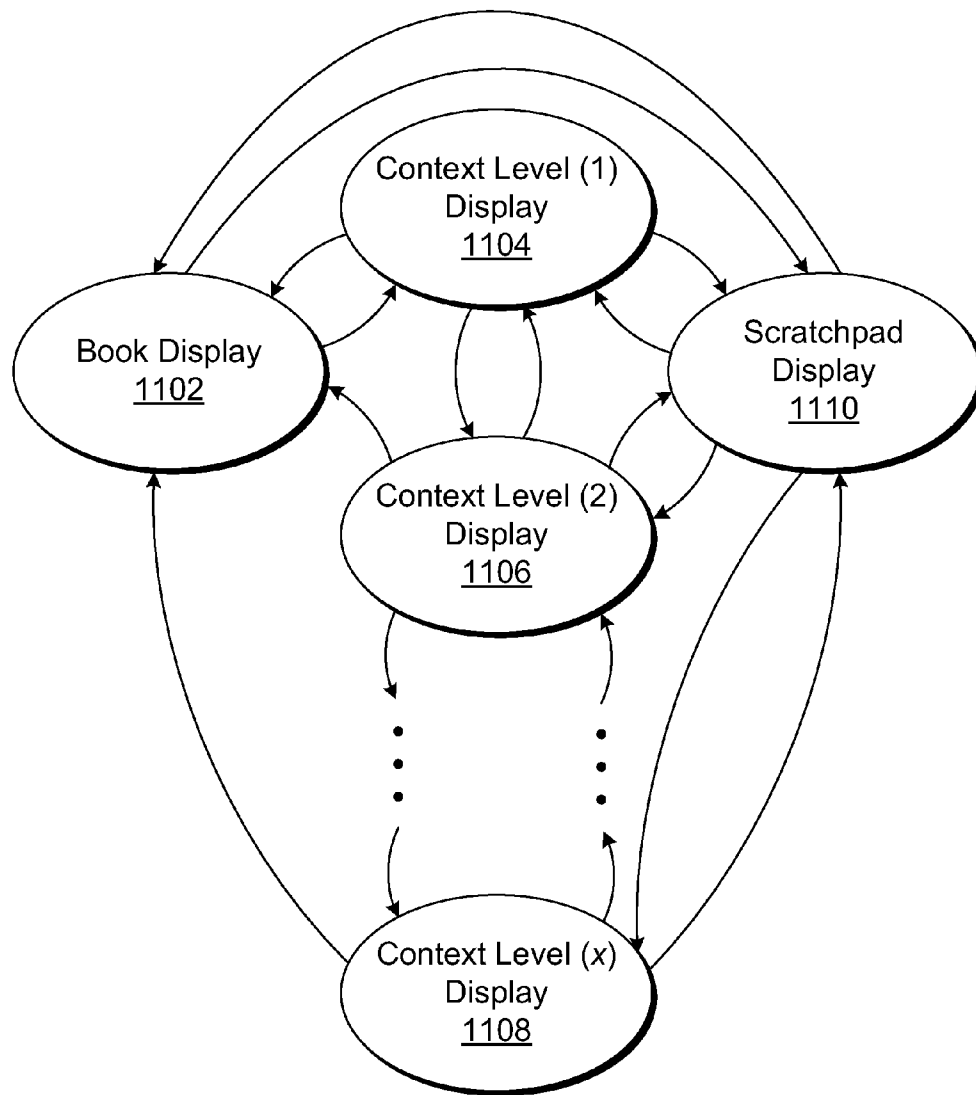 Context Level (1)
Display
1104
Book Display
1102
Scratchpad
Display
1110
Context Level (2)
Display
1106
Context Level (x)
Display
1108